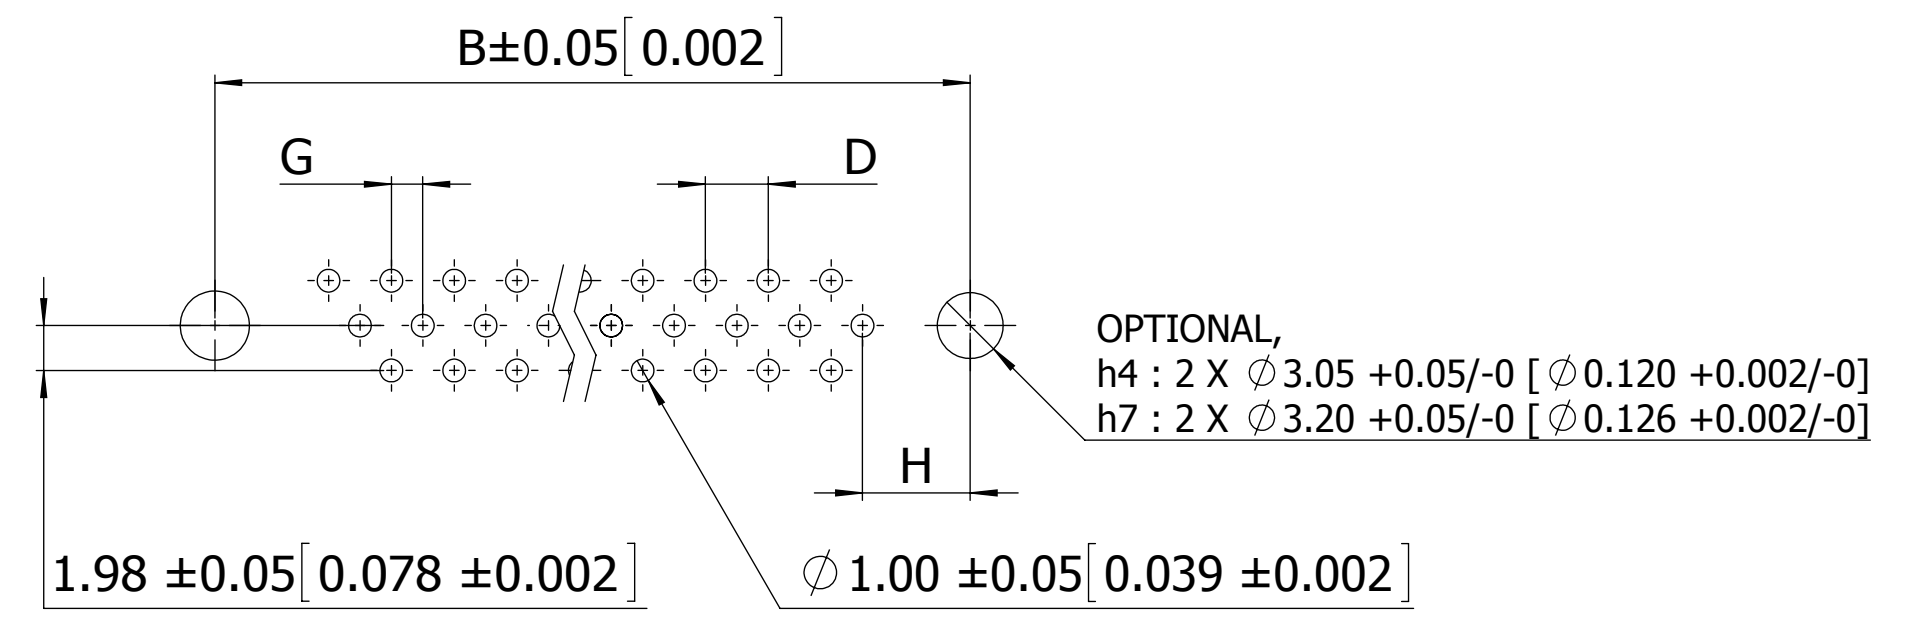 B±0.05[0.002]
G
D
OPTIONAL,
h4 : 2 X ∅3.05 +0.05/-0 [ ∅0.120 +0.002/-0]
h7 : 2 X ∅3.20 +0.05/-0 [ ∅0.126 +0.002/-0]
H
1.98 ±0.05[0.078 ±0.002]
∅1.00 ±0.05[0.039 ±0.002]